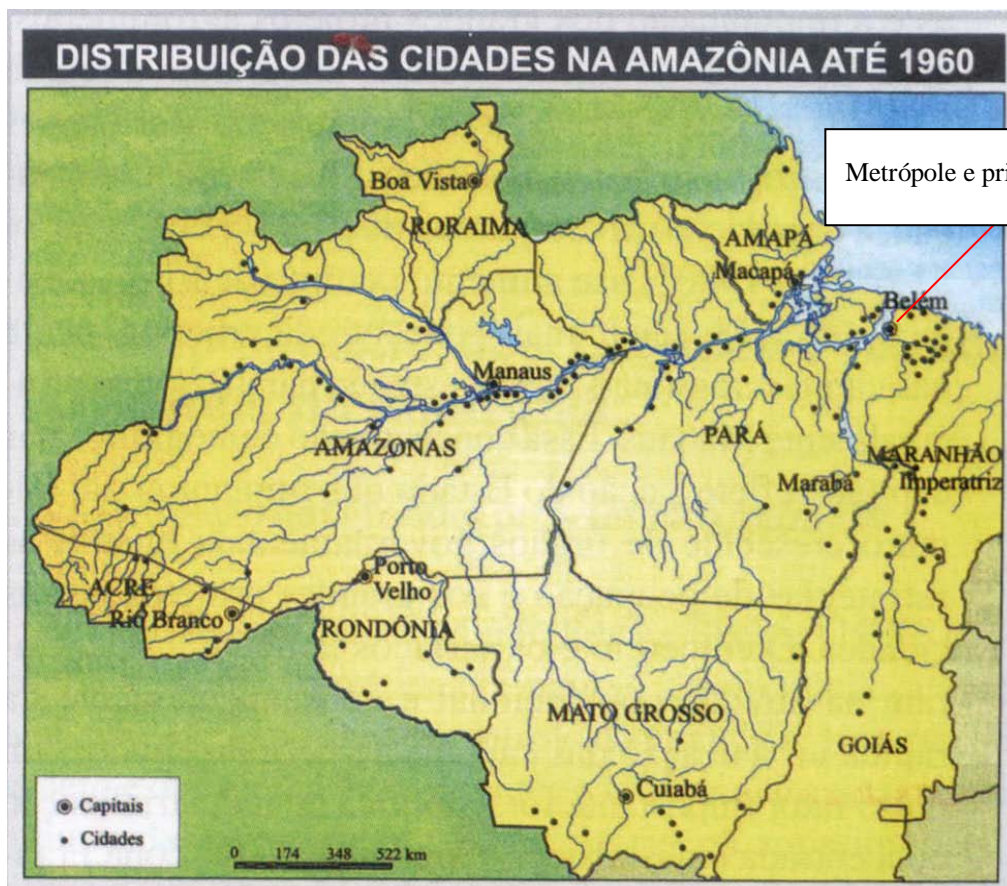 DISTRIBUIÇÃO DAS CIDADES NA AMAZÔNIA ATÉ 1960
Metrópole e pri
Boa Vista
RORAIMA
AMAPÁ
Macapá
Belém
Manaus
AMAZONAS
PARÁ
MARANHÃO
Marabá
Imperatriz
ACRE
Porto
Velho
Rio Branco
RONDÔNIA
MATO GROSSO
GOIÁS
Cuiabá
Capitais
Cidades
0 174 348 522 km